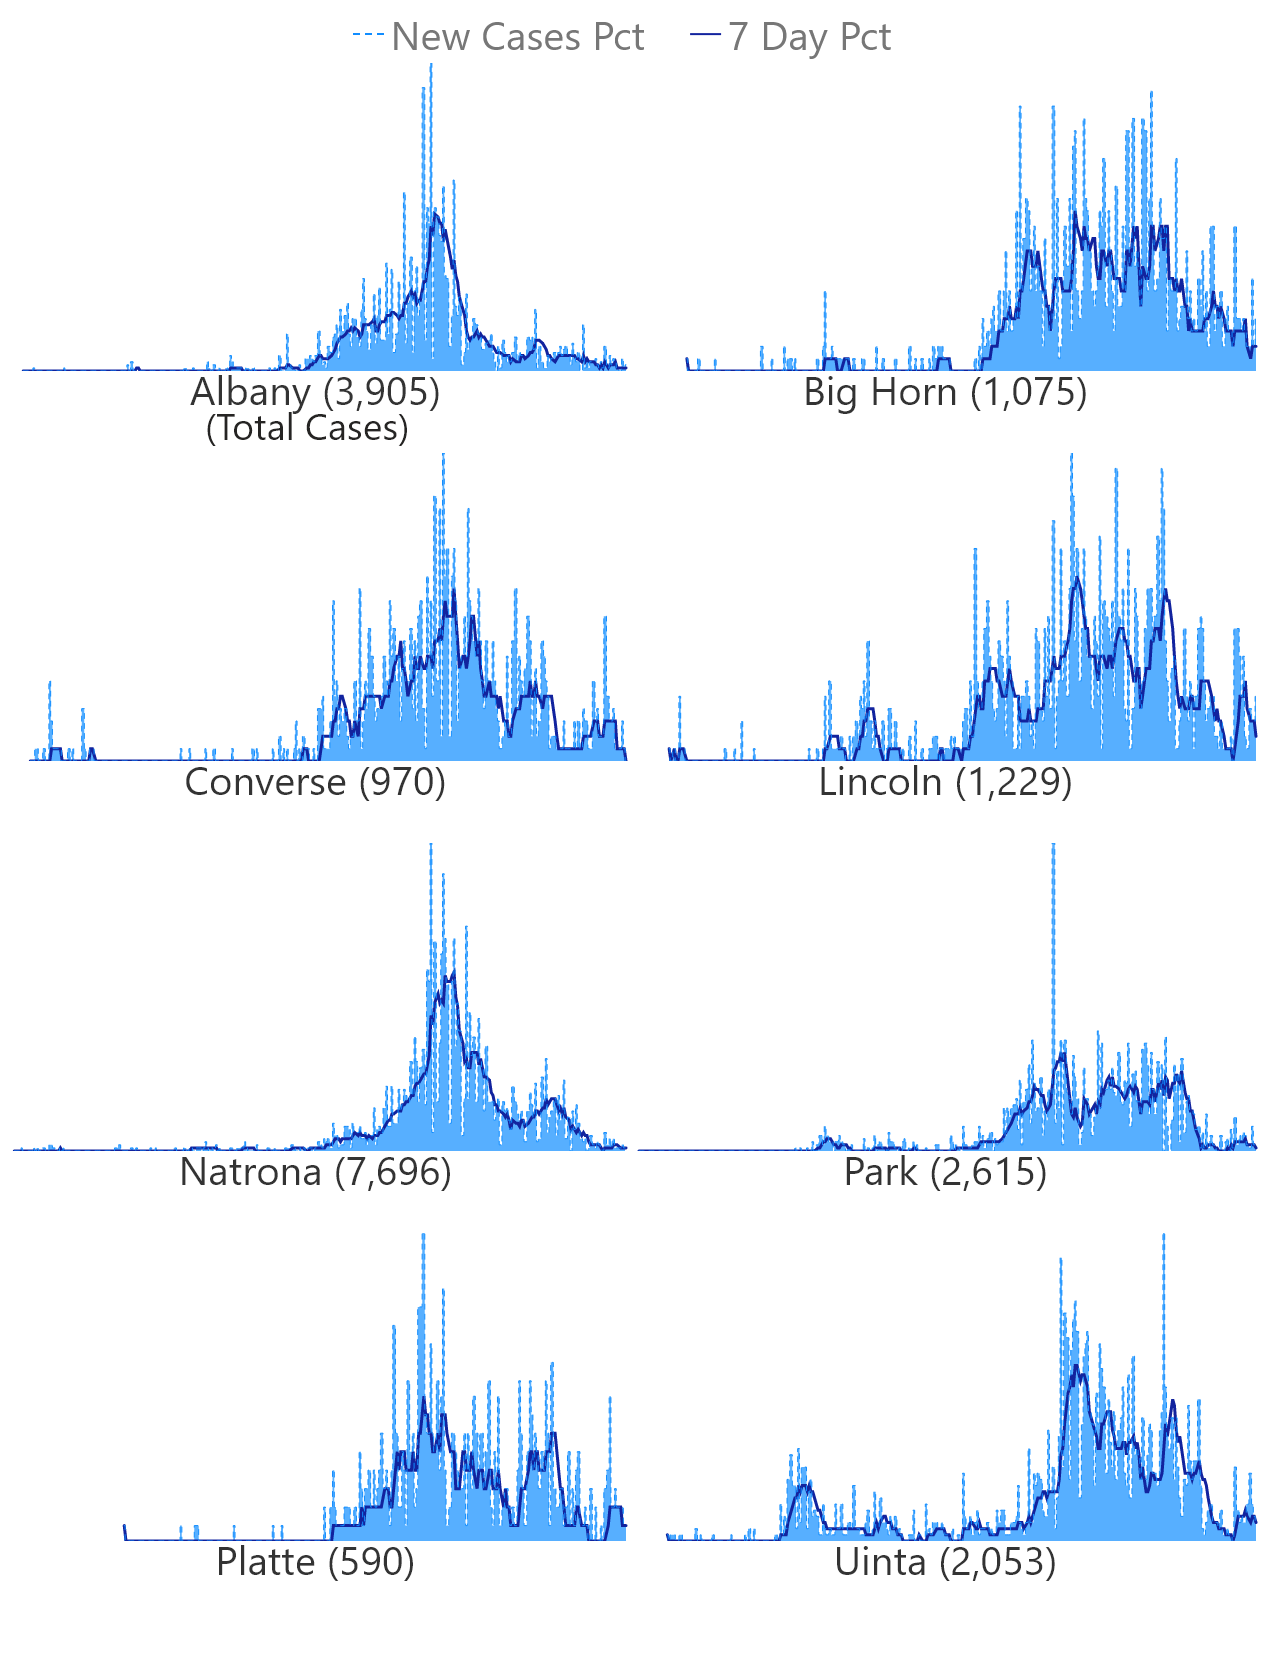 New Cases Pct 7 Day Pct
Albany (3,905) Big Horn (1,075)
(Total Cases)
Converse (970) Lincoln (1,229)
Natrona (7,696) Park (2,615)
Platte (590) Uinta (2,053)